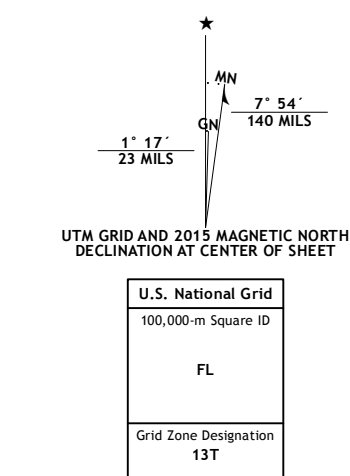 ★
MN
GN
7° 54´
140 MILS
1° 17´
23 MILS
UTM GRID AND 2015 MAGNETIC NORTH
DECLINATION AT CENTER OF SHEET
U.S. National Grid
100,000-m Square ID
FL
Grid Zone Designation
13T